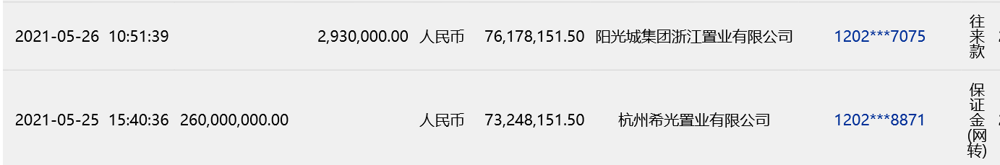 2021-05-26 10:51:39 2,930,000.00 人民币 76,178,151.50 阳光城集团浙江置业有限公司 1202***7075 往来款
2021-05-25 15:40:36 260,000,000.00 人民币 73,248,151.50 杭州希光置业有限公司 1202***8871 保证金(网转)